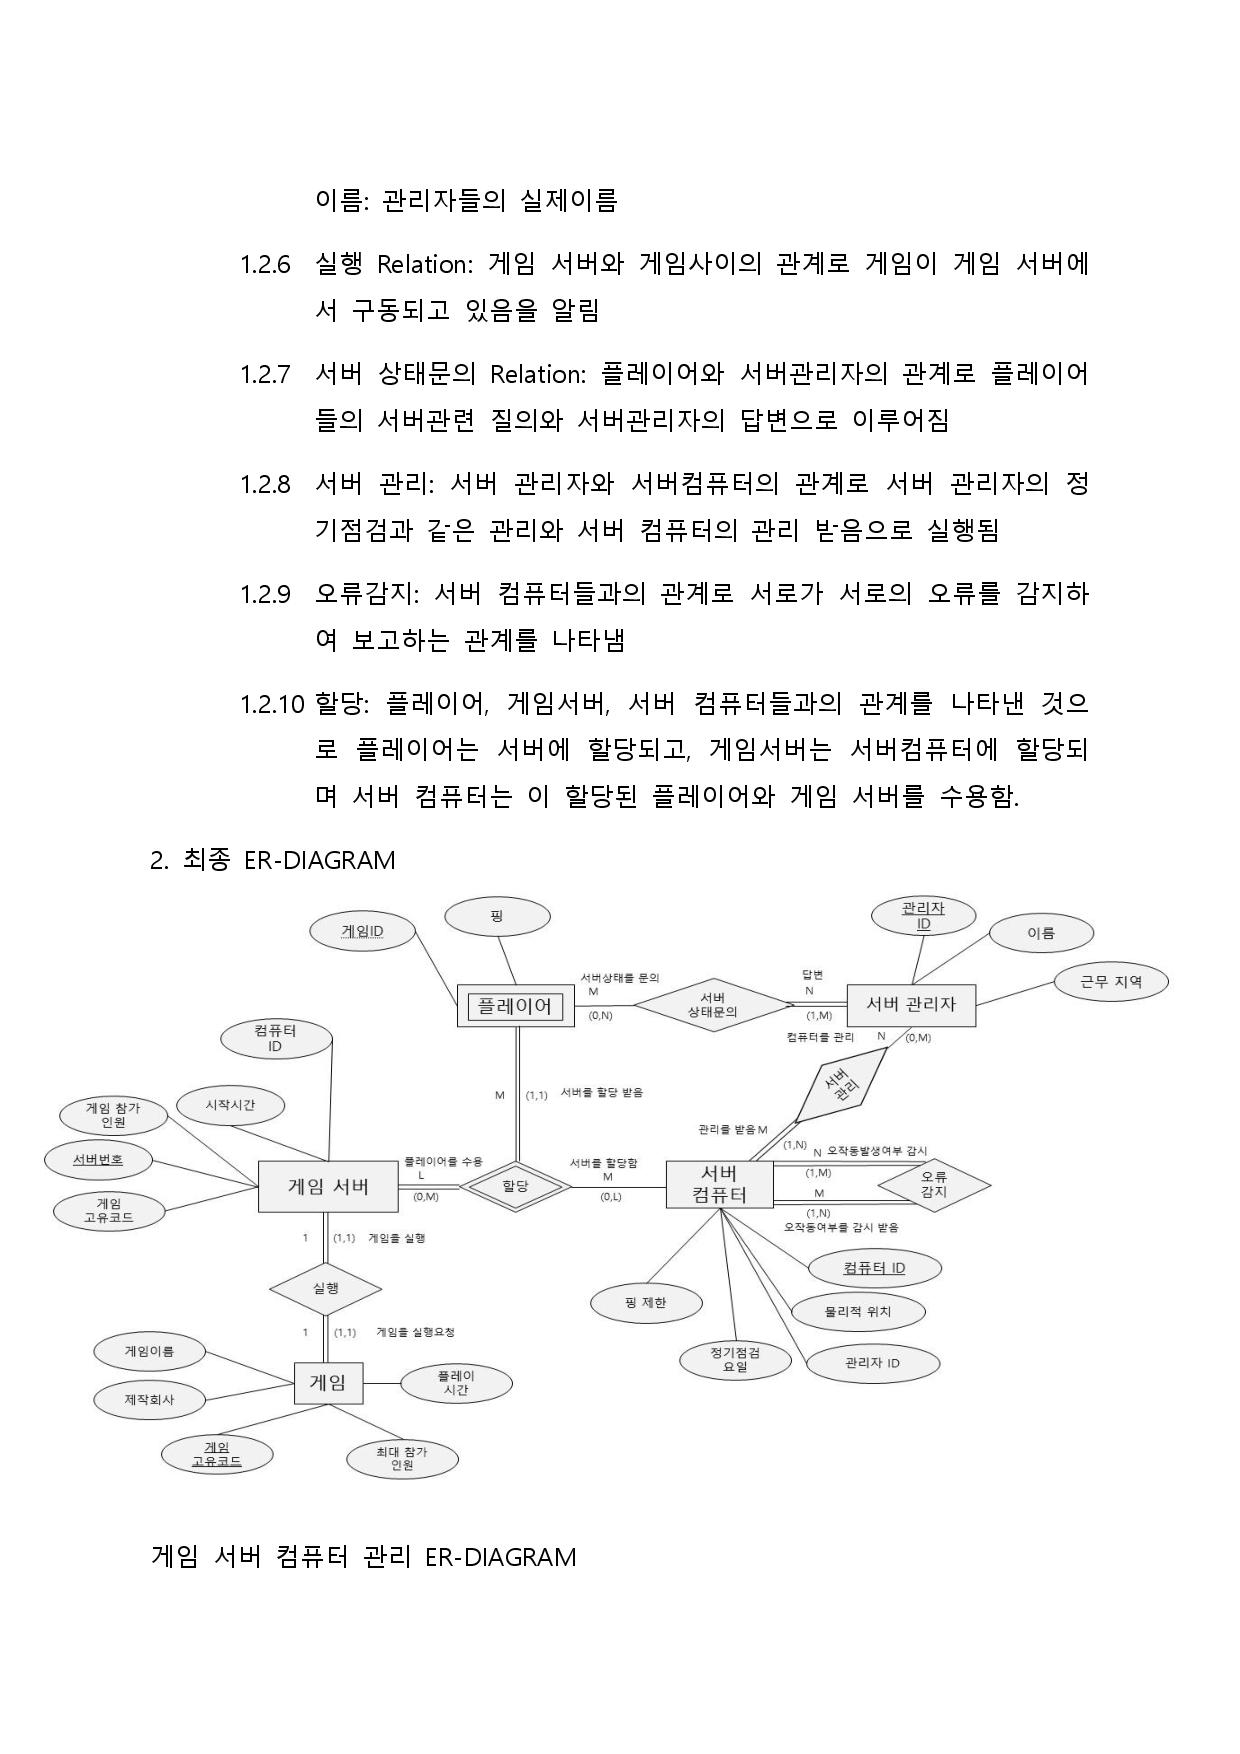 이름: 관리자들의 실제이름
1.2.6 실행 Relation: 게임 서버와 게임사이의 관계로 게임이 게임 서버에
서 구동되고 있음을 알림
1.2.7 서버 상태문의 Relation: 플레이어와 서버관리자의 관계로 플레이어
들의 서버관련 질의와 서버관리자의 답변으로 이루어짐
1.2.8 서버 관리: 서버 관리자와 서버컴퓨터의 관계로 서버 관리자의 정
기점검과 같은 관리와 서버 컴퓨터의 관리 받음으로 실행됨
1.2.9 오류감지: 서버 컴퓨터들과의 관계로 서로가 서로의 오류를 감지하
여 보고하는 관계를 나타냄
1.2.10 할당: 플레이어, 게임서버, 서버 컴퓨터들과의 관계를 나타낸 것으
로 플레이어는 서버에 할당되고, 게임서버는 서버컴퓨터에 할당되
며 서버 컴퓨터는 이 할당된 플레이어와 게임 서버를 수용함.
2. 최종 ER-DIAGRAM
게임ID
핑
관리자
ID
이름
근무 지역
플레이어
서버상태를 문의
M
(0,N)
서버
상태문의
답변
N
(1,M)
서버 관리자
컴퓨터를 관리
N
(0,M)
서버
관리
컴퓨터
ID
시작시간
게임 참가
인원
서버번호
게임
고유코드
M
(1,1)
서버를 할당 받음
관리를 받음 M
(1,N)
게임 서버
플레이어를 수용
L
(0,M)
할당
서버를 할당함
M
(0,L)
서버
컴퓨터
N 오작동발생여부 감시
(1,M)
M
(1,N)
오작동여부를 감시 받음
오류
감지
1
(1,1)
게임을 실행
실행
1
(1,1)
게임을 실행요청
핑 제한
정기점검
요일
컴퓨터 ID
물리적 위치
관리자 ID
게임이름
제작회사
게임
플레이
시간
게임
고유코드
최대 참가
인원
게임 서버 컴퓨터 관리 ER-DIAGRAM